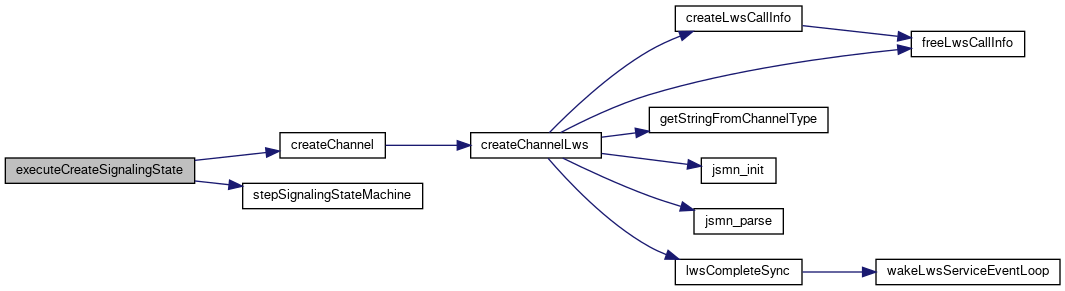 createLwsCallInfo
freeLwsCallInfo
getStringFromChannelType
createChannel
createChannelLws
executeCreateSignalingState
jsmn_init
stepSignalingStateMachine
jsmn_parse
lwsCompleteSync
wakeLwsServiceEventLoop